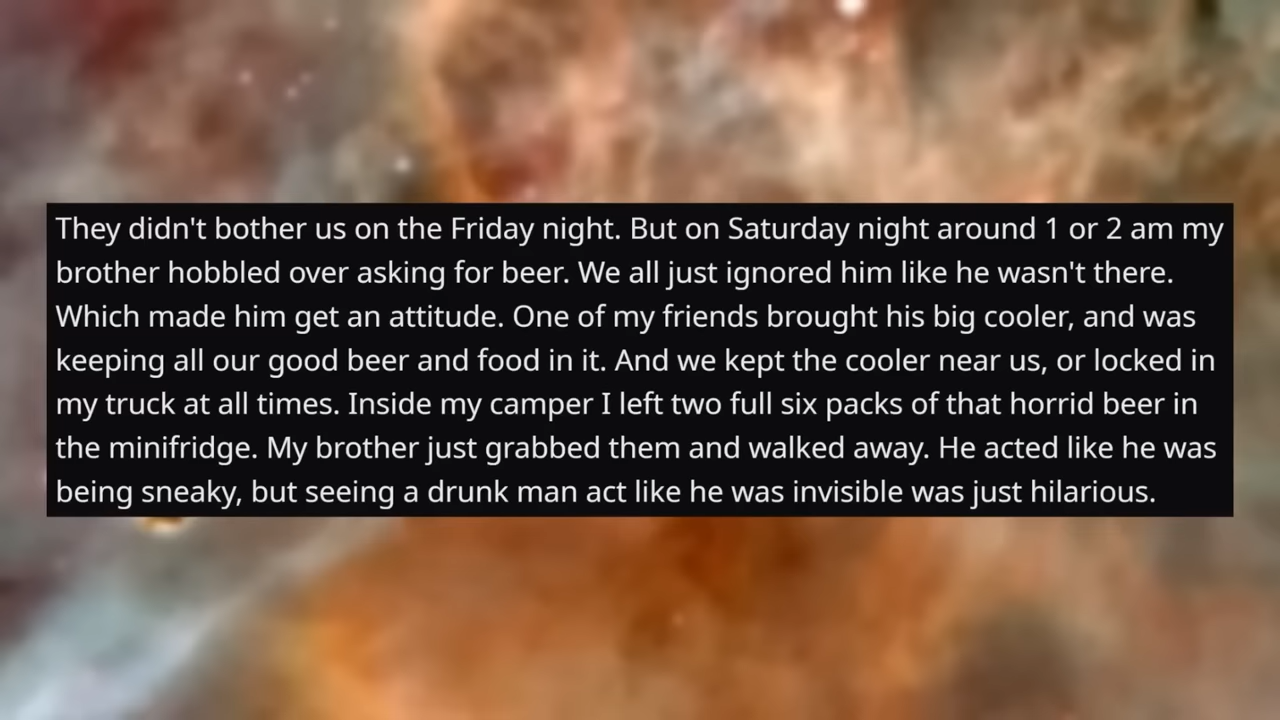 They didn't bother us on the Friday night. But on Saturday night around 1 or 2 am my
brother hobbled over asking for beer. We all just ignored him like he wasn't there.
Which made him get an attitude. One of my friends brought his big cooler, and was
keeping all our good beer and food in it. And we kept the cooler near us, or locked in
my truck at all times. Inside my camper I left two full six packs of that horrid beer in
the minifridge. My brother just grabbed them and walked away. He acted like he was
being sneaky, but seeing a drunk man act like he was invisible was just hilarious.